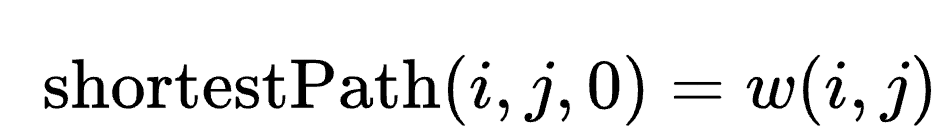 shortestPath(i, j, 0) = w(i, j)